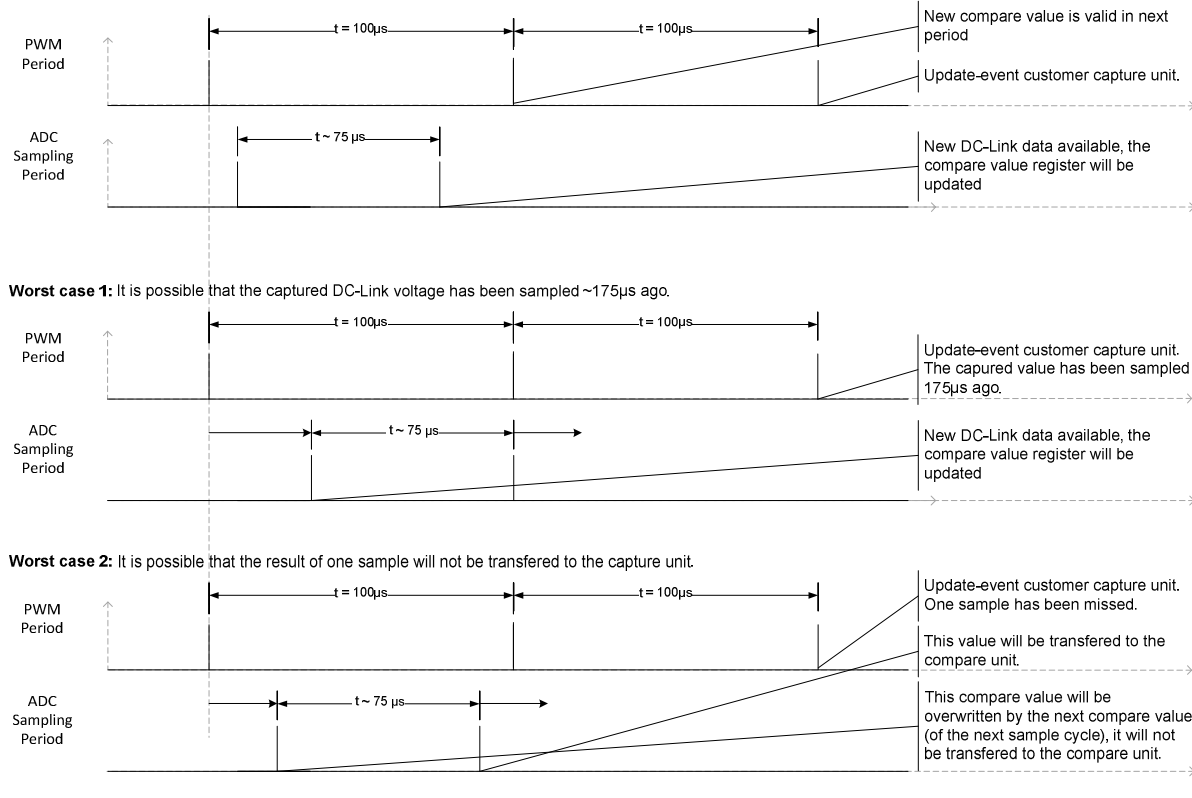 t = 100µs
t = 100µs
New compare value is valid in next
period
PWM
Period
Update-event customer capture unit.
ADC
Sampling
Period
t ~ 75 µs
New DC-Link data available, the
compare value register will be
updated
Worst case 1: It is possible that the captured DC-Link voltage has been sampled ~175µs ago.
t = 100µs
t = 100µs
PWM
Period
Update-event customer capture unit.
The capured value has been sampled
175µs ago.
ADC
Sampling
Period
t ~ 75 µs
New DC-Link data available, the
compare value register will be
updated
Worst case 2: It is possible that the result of one sample will not be transfered to the capture unit.
t = 100µs
t = 100µs
PWM
Period
Update-event customer capture unit.
One sample has been missed.
This value will be transfered to the
compare unit.
ADC
Sampling
Period
t ~ 75 µs
This compare value will be
overwritten by the next compare value
(of the next sample cycle), it will not
be transfered to the compare unit.